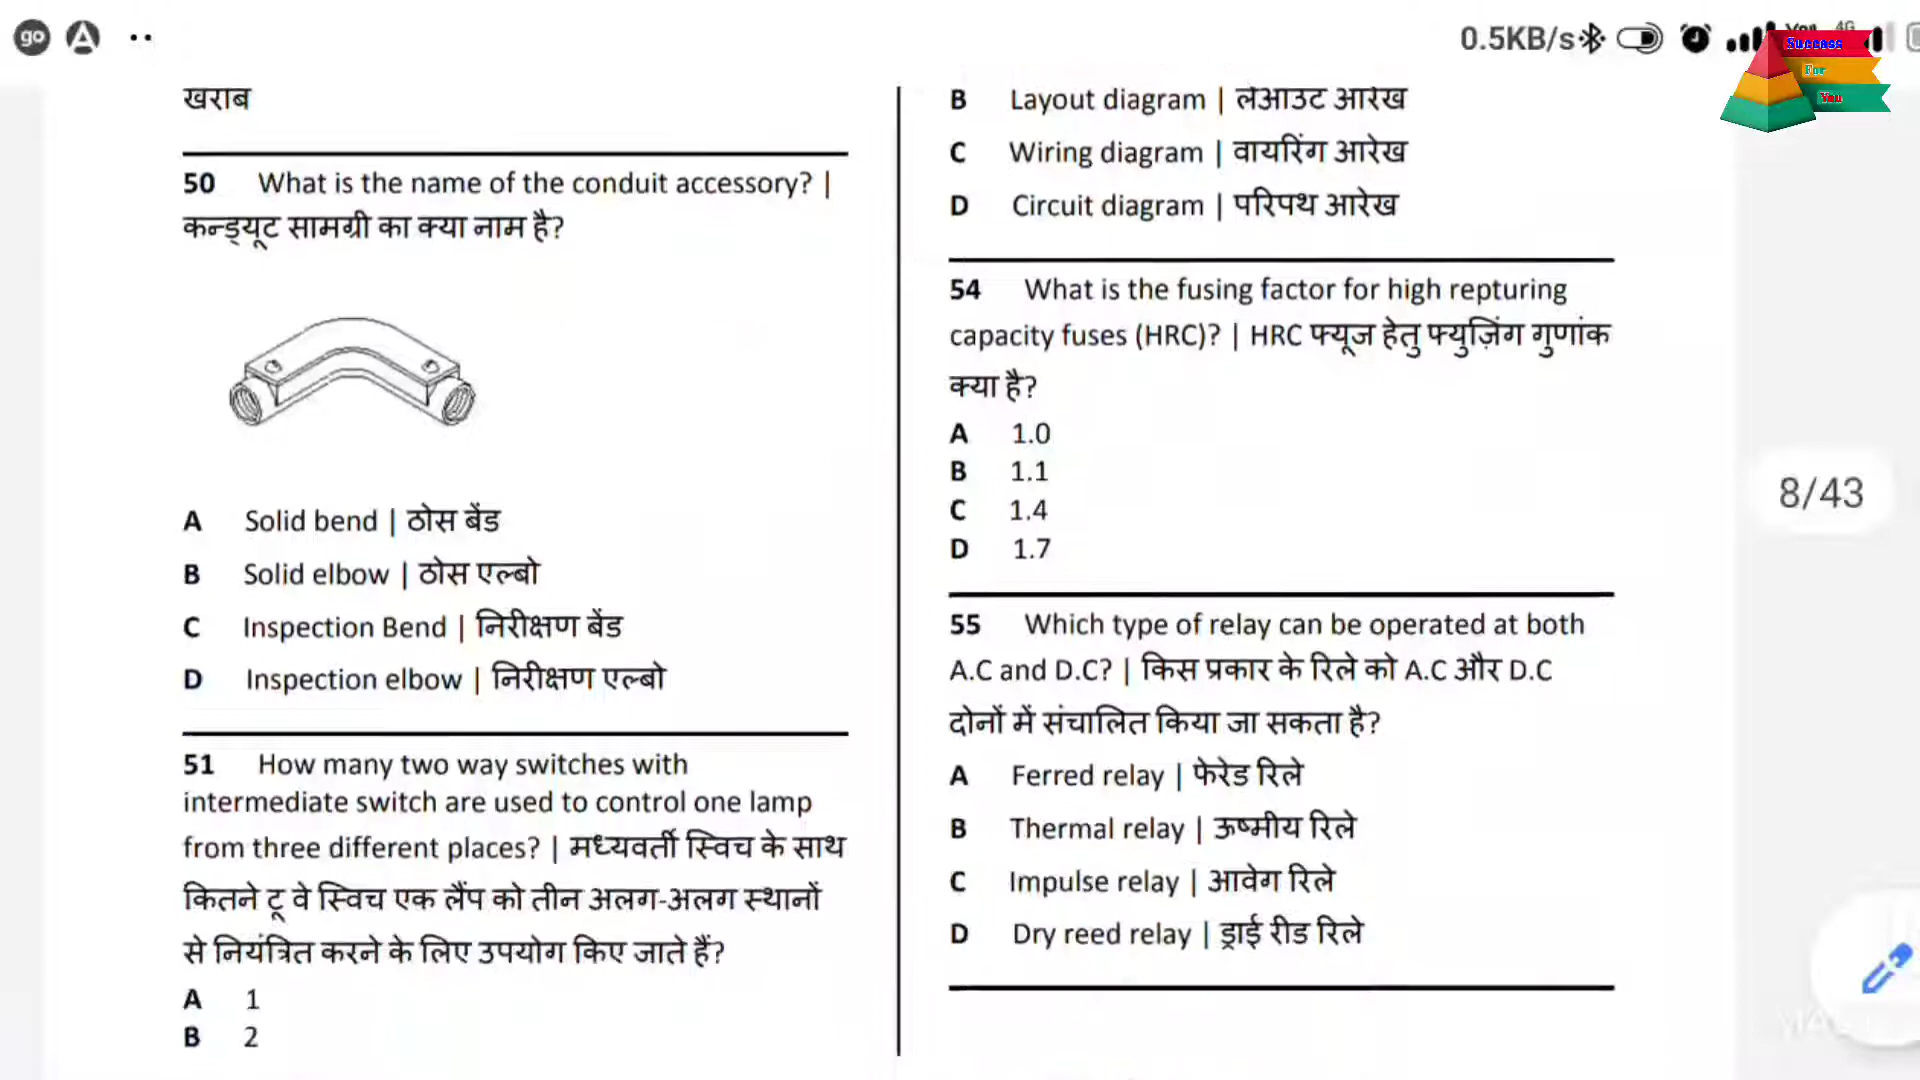 go A ..
0.5KB/s
4G
Success
For
You
खराब
50 What is the name of the conduit accessory? |
कन्ड्यूट सामग्री का क्या नाम है?
A Solid bend | ठोस बेंड
B Solid elbow | ठोस एल्बो
C Inspection Bend | निरीक्षण बेंड
D Inspection elbow | निरीक्षण एल्बो
51 How many two way switches with
intermediate switch are used to control one lamp
from three different places? | मध्यवर्ती स्विच के साथ
कितने टू वे स्विच एक लैंप को तीन अलग-अलग स्थानों
से नियंत्रित करने के लिए उपयोग किए जाते हैं?
A 1
B 2
B Layout diagram | लेआउट आरेख
C Wiring diagram | वायरिंग आरेख
D Circuit diagram | परिपथ आरेख
54 What is the fusing factor for high repturing
capacity fuses (HRC)? | HRC फ्यूज हेतु फ्युज़िंग गुणांक
क्या है?
A 1.0
B 1.1
C 1.4
D 1.7
55 Which type of relay can be operated at both
A.C and D.C? | किस प्रकार के रिले को A.C और D.C
दोनों में संचालित किया जा सकता है?
A Ferred relay | फेरेड रिले
B Thermal relay | ऊष्मीय रिले
C Impulse relay | आवेग रिले
D Dry reed relay | ड्राई रीड रिले
8/43